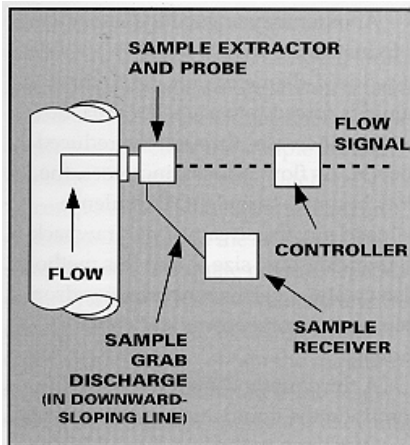 SAMPLE EXTRACTOR
AND PROBE
FLOW
SIGNAL
CONTROLLER
FLOW
SAMPLE
RECEIVER
SAMPLE
GRAB
DISCHARGE
(IN DOWNWARD-
SLOPING LINE)